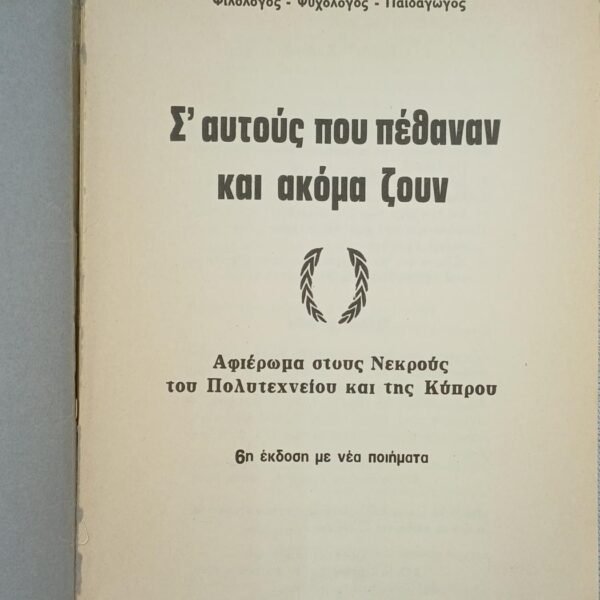 Φιλόλογος - Ψυχολόγος - Παιδαγωγός
Σ' αυτούς που πέθαναν
και ακόμα ζουν
Αφιέρωμα στους Νεκρούς
του Πολυτεχνείου και της Κύπρου
6η έκδοση με νέα ποιήματα